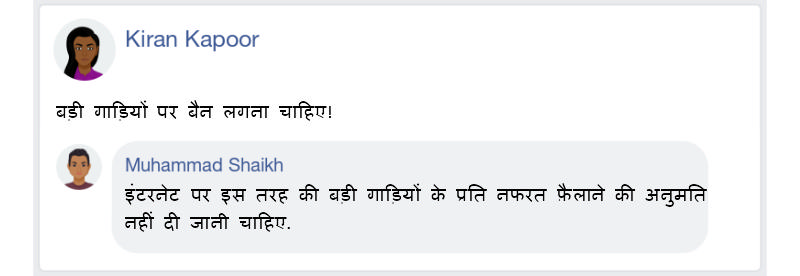 Kiran Kapoor
बड़ी गाड़ियों पर बैन लगना चाहिए!
Muhammad Shaikh
इंटरनेट पर इस तरह की बड़ी गाड़ियों के प्रति नफरत फ़ैलाने की अनुमति
नहीं दी जानी चाहिए.